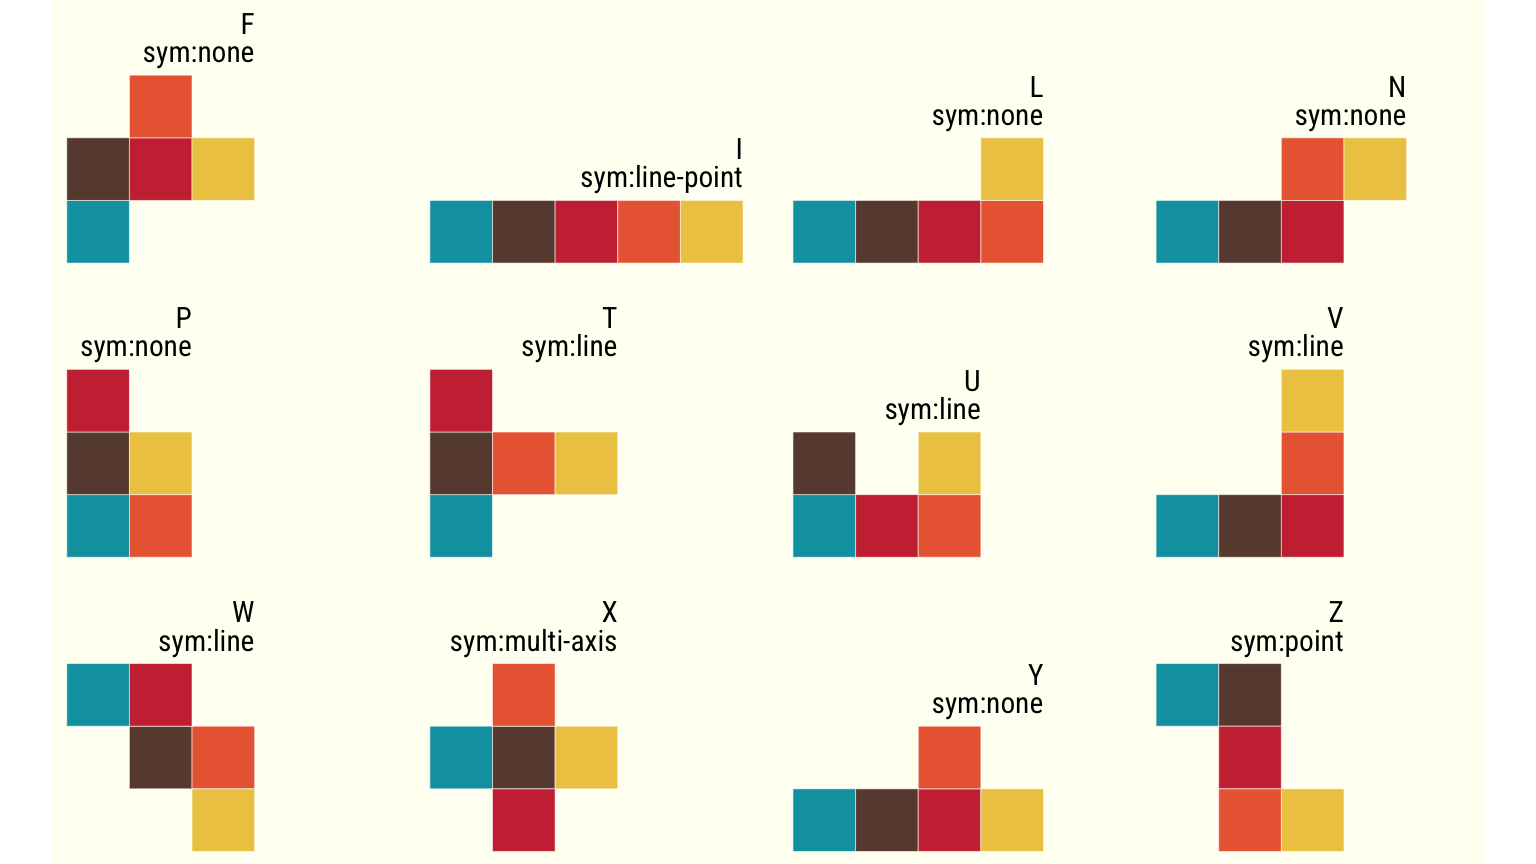 F
sym:none
I
sym:line-point
L
sym:none
N
sym:none
P
sym:none
T
sym:line
U
sym:line
V
sym:line
W
sym:line
X
sym:multi-axis
Y
sym:none
Z
sym:point